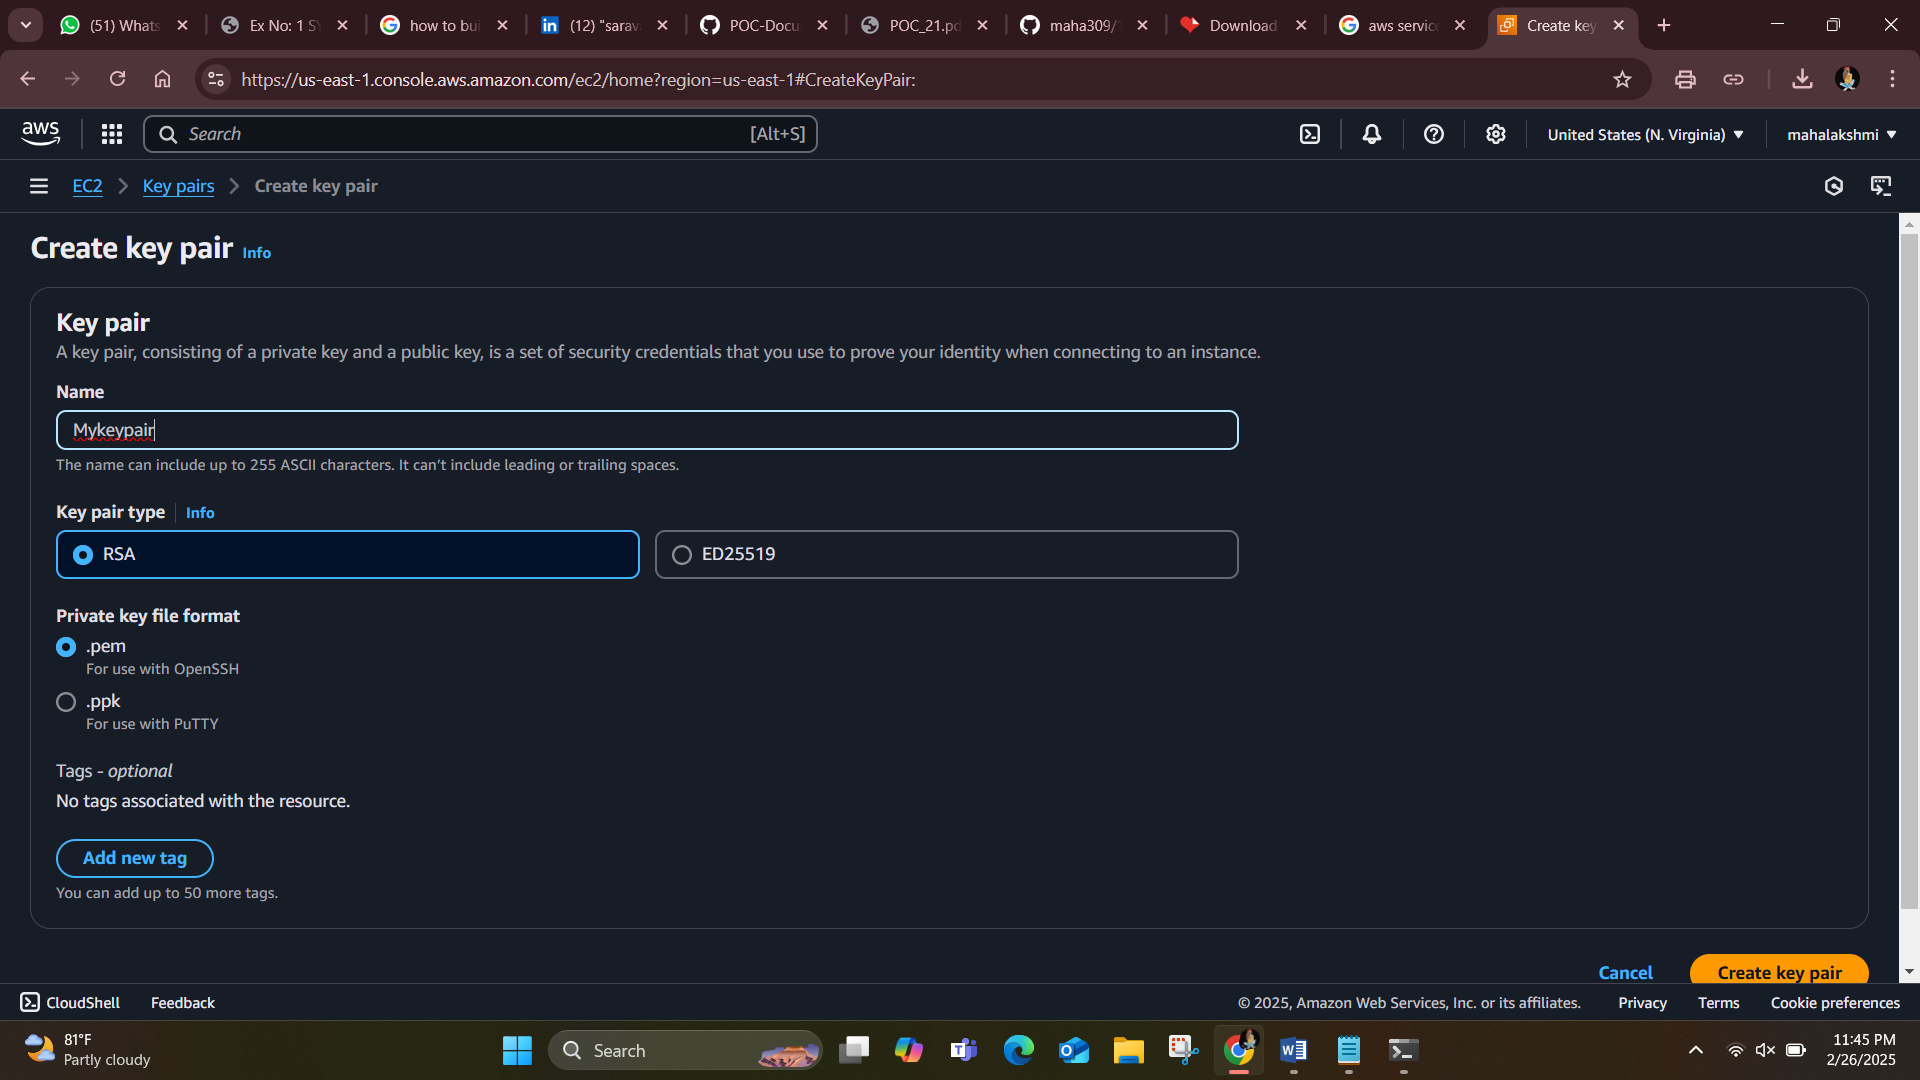 (51) Whats
Ex No: 1 SY
how to bui
(12) "sarav
POC-Docu
POC_21.pd
maha309/
Download
aws servic
Create key
https://us-east-1.console.aws.amazon.com/ec2/home?region=us-east-1#CreateKeyPair:
aws
Search
[Alt+S]
United States (N. Virginia)
mahalakshmi
EC2
Key pairs
Create key pair
Create key pair Info
Key pair
A key pair, consisting of a private key and a public key, is a set of security credentials that you use to prove your identity when connecting to an instance.
Name
Mykeypair
The name can include up to 255 ASCII characters. It can't include leading or trailing spaces.
Key pair type Info
RSA
ED25519
Private key file format
.pem
For use with OpenSSH
.ppk
For use with PuTTY
Tags - optional
No tags associated with the resource.
Add new tag
You can add up to 50 more tags.
Cancel
Create key pair
CloudShell
Feedback
© 2025, Amazon Web Services, Inc. or its affiliates.
Privacy
Terms
Cookie preferences
81°F
Partly cloudy
Search
11:45 PM
2/26/2025